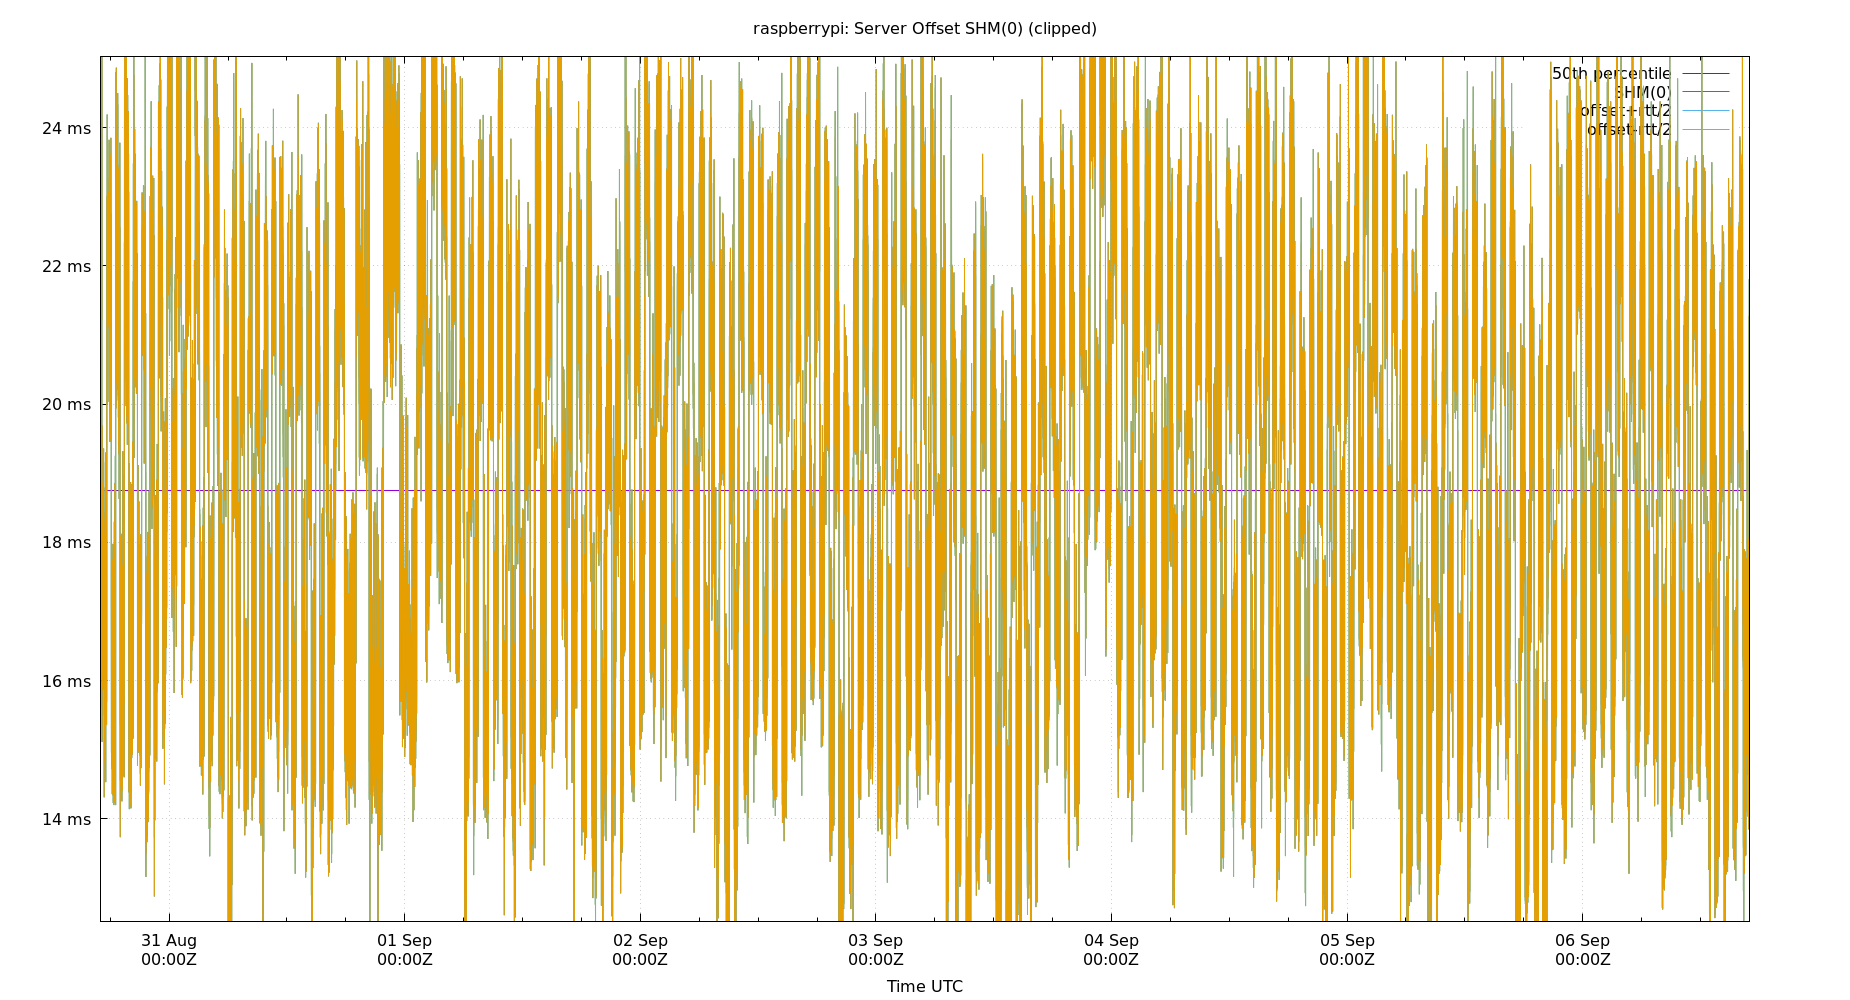 raspberrypi: Server Offset SHM(0) (clipped)
50th percentile
SHM(0)
offset+rtt/2
offset-rtt/2
24 ms
22 ms
20 ms
18 ms
16 ms
14 ms
31 Aug 01 Sep 02 Sep 03 Sep 04 Sep 05 Sep 06 Sep
00:00Z 00:00Z 00:00Z 00:00Z 00:00Z 00:00Z 00:00Z
Time UTC